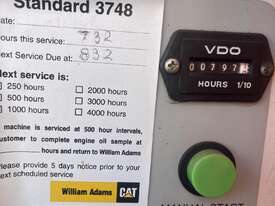 Standard 3748
Date:
Hours this service: 732
Next Service Due at: 832
Next service is:
250 hours 2000 hours
500 hours 3000 hours
1000 hours 4000 hours
machine is serviced at 500 hour intervals,
customer to complete engine oil sample at
hours and return to William Adams
Please provide 5 days notice prior to your
next scheduled service
William Adams CAT
VDO
00797
HOURS 1/10
MANUAL START